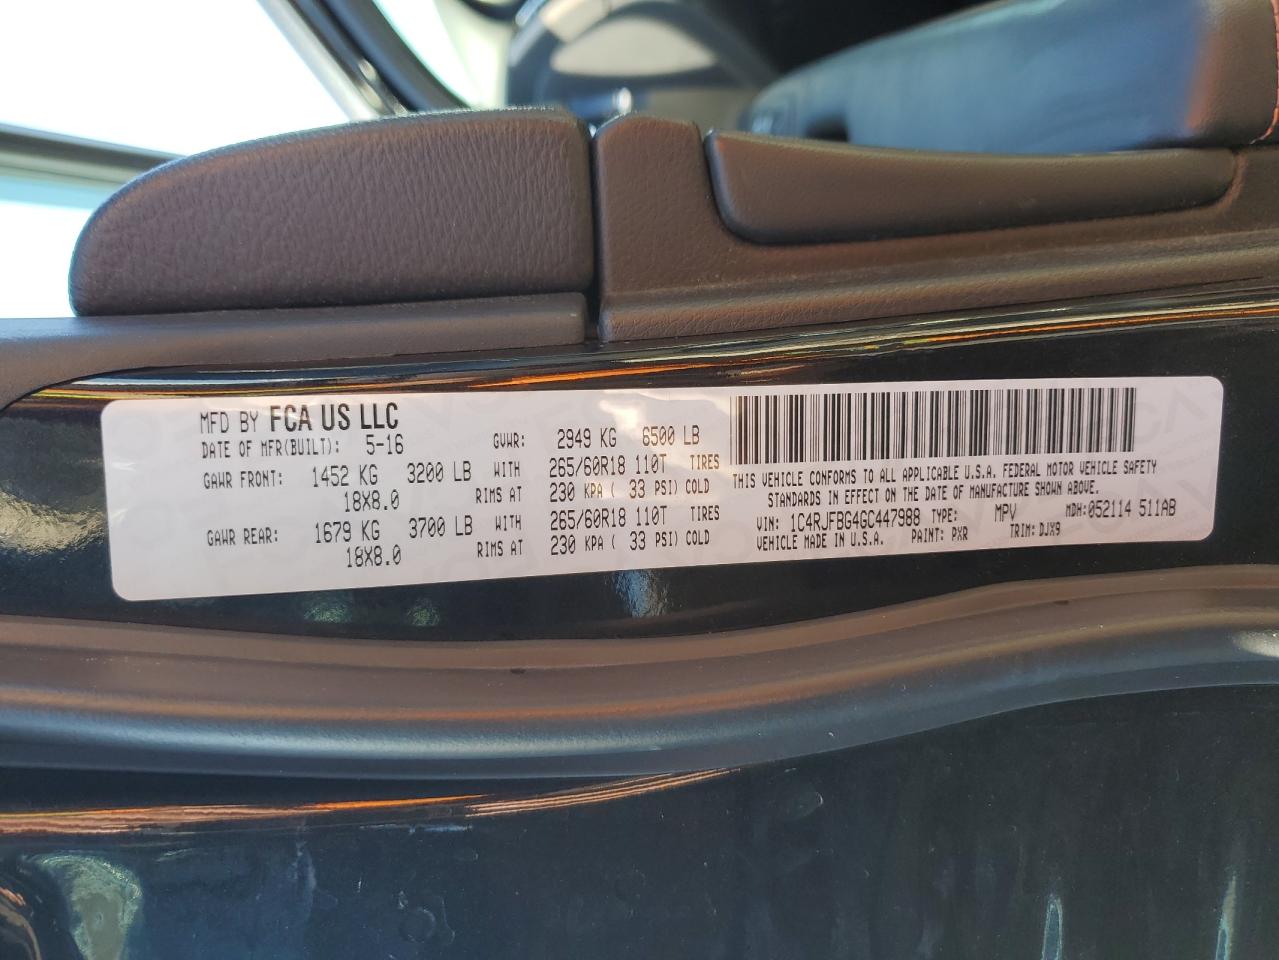 MFD BY FCA US LLC
DATE OF MFR(BUILT): 5-16 GVWR: 2949 KG 6500 LB
GAWR FRONT: 1452 KG 3200 LB WITH 265/60R18 110T TIRES
18X8.0 RIMS AT 230 KPA ( 33 PSI) COLD
GAWR REAR: 1679 KG 3700 LB WITH 265/60R18 110T TIRES
18X8.0 RIMS AT 230 KPA ( 33 PSI) COLD
THIS VEHICLE CONFORMS TO ALL APPLICABLE U.S.A. FEDERAL MOTOR VEHICLE SAFETY
STANDARDS IN EFFECT ON THE DATE OF MANUFACTURE SHOWN ABOVE.
VIN: 1C4RJFBG4GC447988 TYPE: MPV MDH:052114 511AB
VEHICLE MADE IN U.S.A. PAINT: PXR TRIM: DJX9